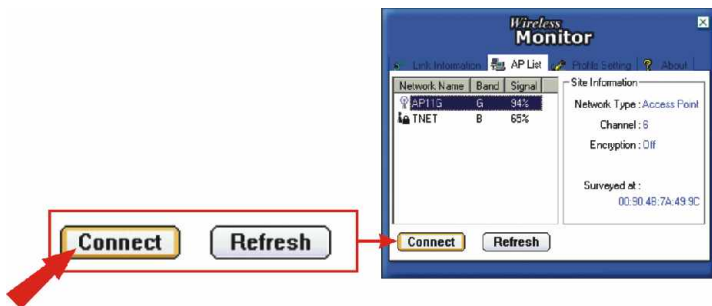 Wireless
Monitor
Link Information AP List Profile Setting About
Network Name Band Signal
AP11G G 94%
TNET B 65%
Site Information
Network Type : Access Point
Channel : 6
Encryption : Off
Surveyed at :
00:90:4B:7A:49:9C
Connect Refresh
Connect Refresh